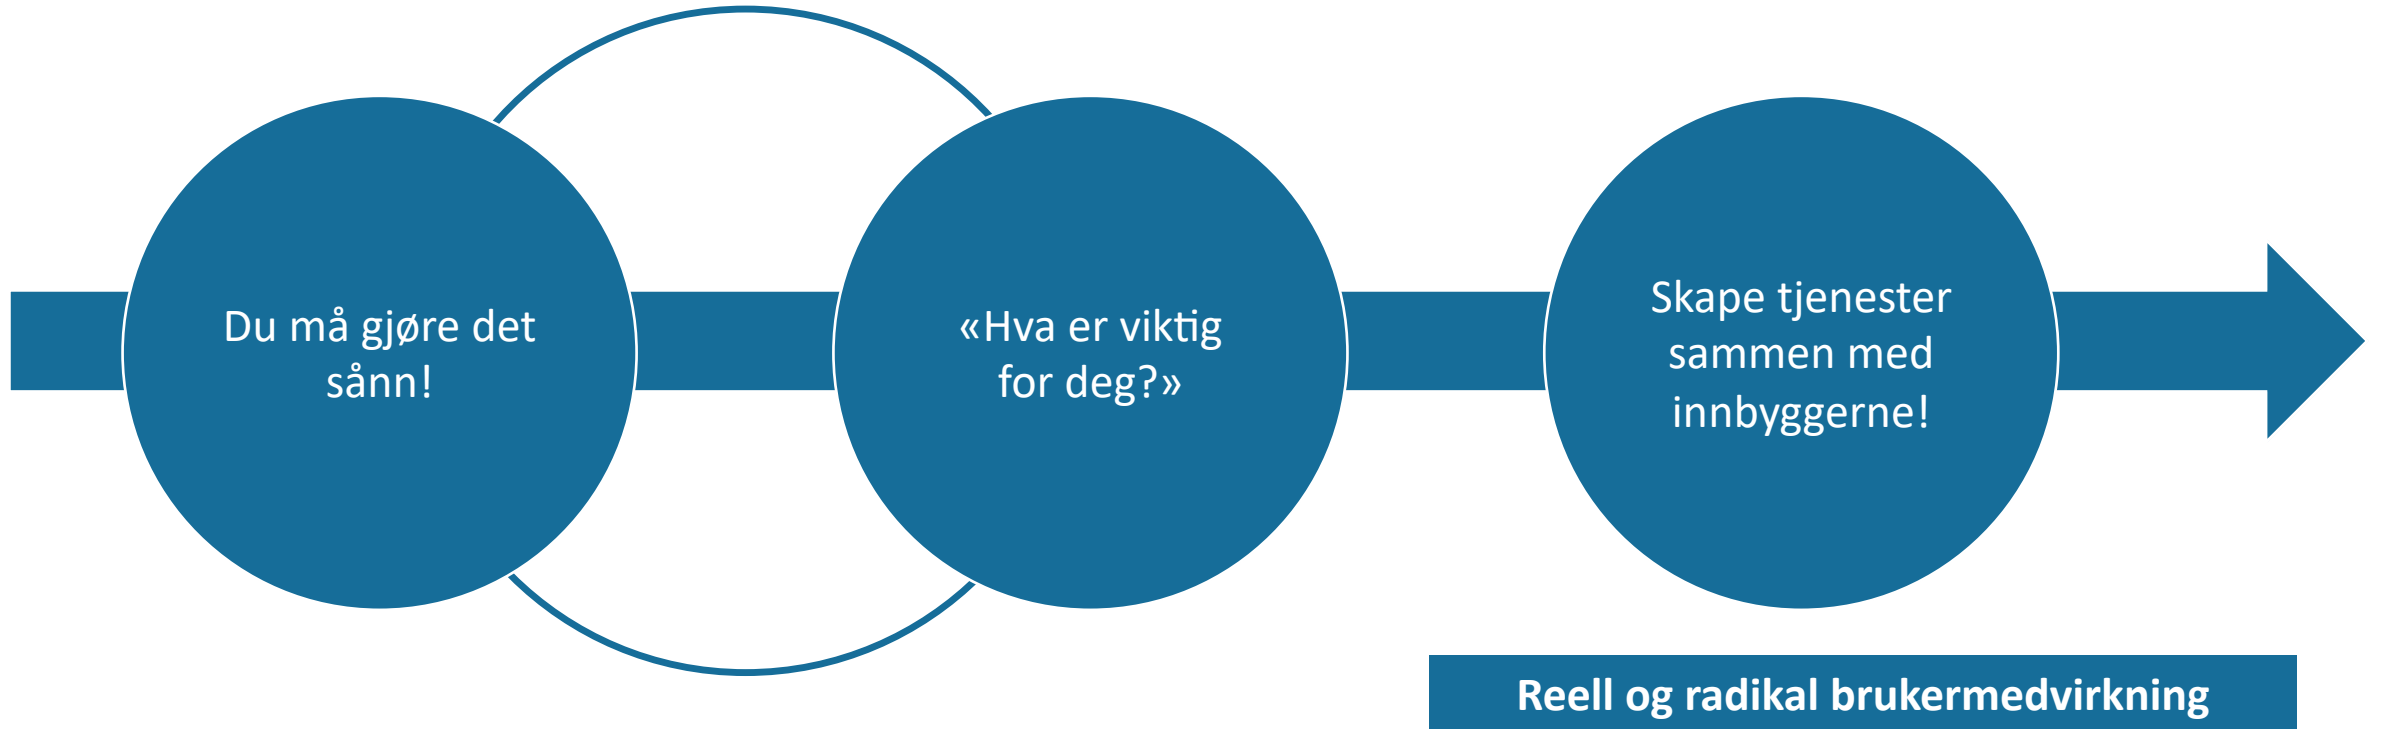 Du må gjøre det
sånn!
«Hva er viktig
for deg?»
Skape tjenester
sammen med
innbyggerne!
Reell og radikal brukermedvirkning